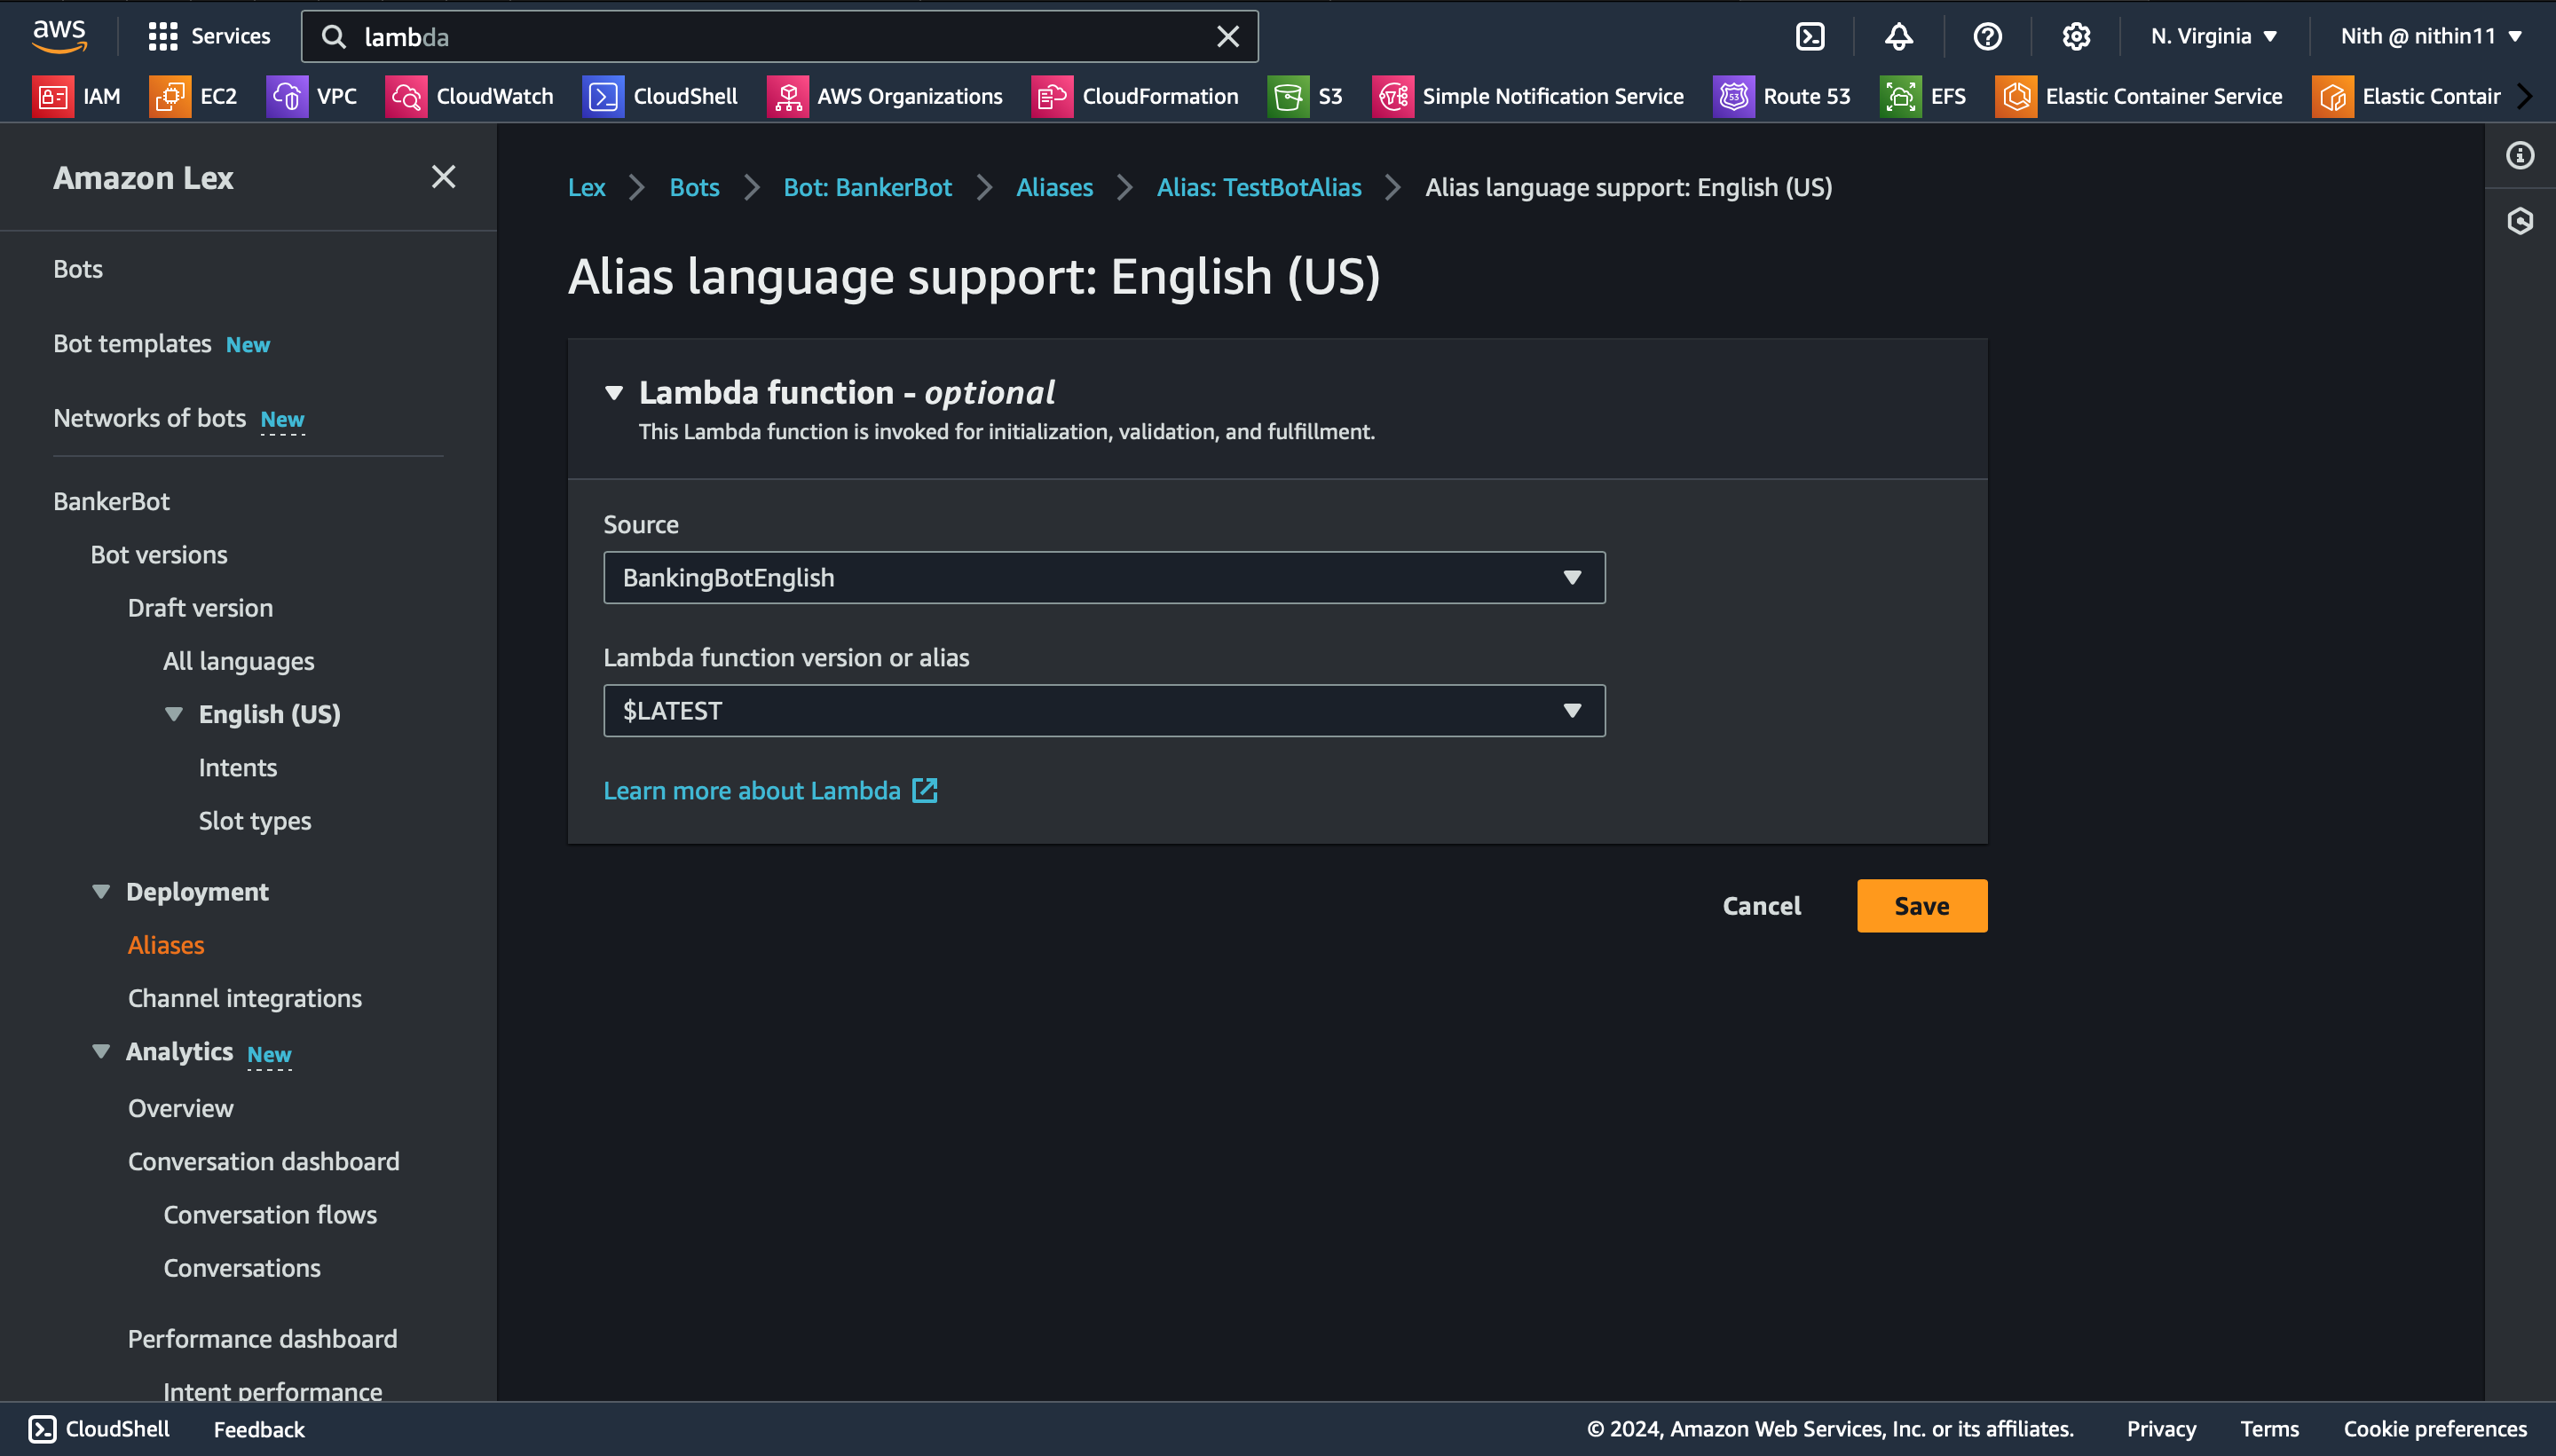 aws
Services
lambda
N. Virginia
Nith @ nithin11
IAM
EC2
VPC
CloudWatch
CloudShell
AWS Organizations
CloudFormation
S3
Simple Notification Service
53
Route 53
EFS
Elastic Container Service
Elastic Contair
Amazon Lex
Bots
Bot templates New
Networks of bots New
BankerBot
Bot versions
Draft version
All languages
English (US)
Intents
Slot types
Deployment
Aliases
Channel integrations
Analytics New
Overview
Conversation dashboard
Conversation flows
Conversations
Performance dashboard
Intent performance
Lex
Bots
Bot: BankerBot
Aliases
Alias: TestBotAlias
Alias language support: English (US)
Alias language support: English (US)
Lambda function - optional
This Lambda function is invoked for initialization, validation, and fulfillment.
Source
BankingBotEnglish
Lambda function version or alias
$LATEST
Learn more about Lambda
Cancel
Save
CloudShell
Feedback
© 2024, Amazon Web Services, Inc. or its affiliates.
Privacy
Terms
Cookie preferences